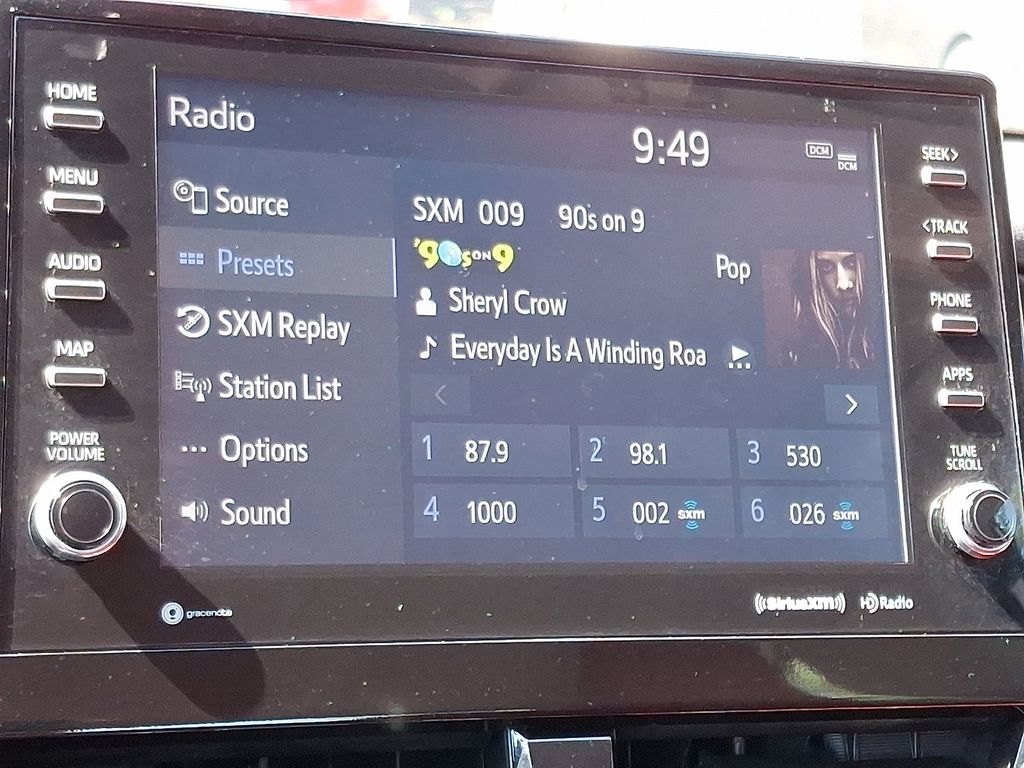 HOME
MENU
AUDIO
MAP
POWER
VOLUME
Radio
9:49
DCM
DCM
Source
Presets
SXM Replay
Station List
Options
Sound
SXM 009 90s on 9
'90s ON 9
Pop
Sheryl Crow
Everyday Is A Winding Roa
1 87.9
2 98.1
3 530
4 1000
5 002 sxm
6 026 sxm
SEEK>
<TRACK
PHONE
APPS
TUNE
SCROLL
gracenote
((SiriusXM))
HD Radio